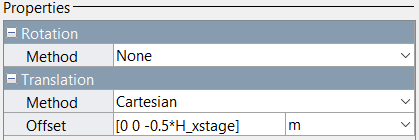 Properties
Rotation
Method None
Translation
Method Cartesian
Offset [0 0 -0.5*H_xstage] m